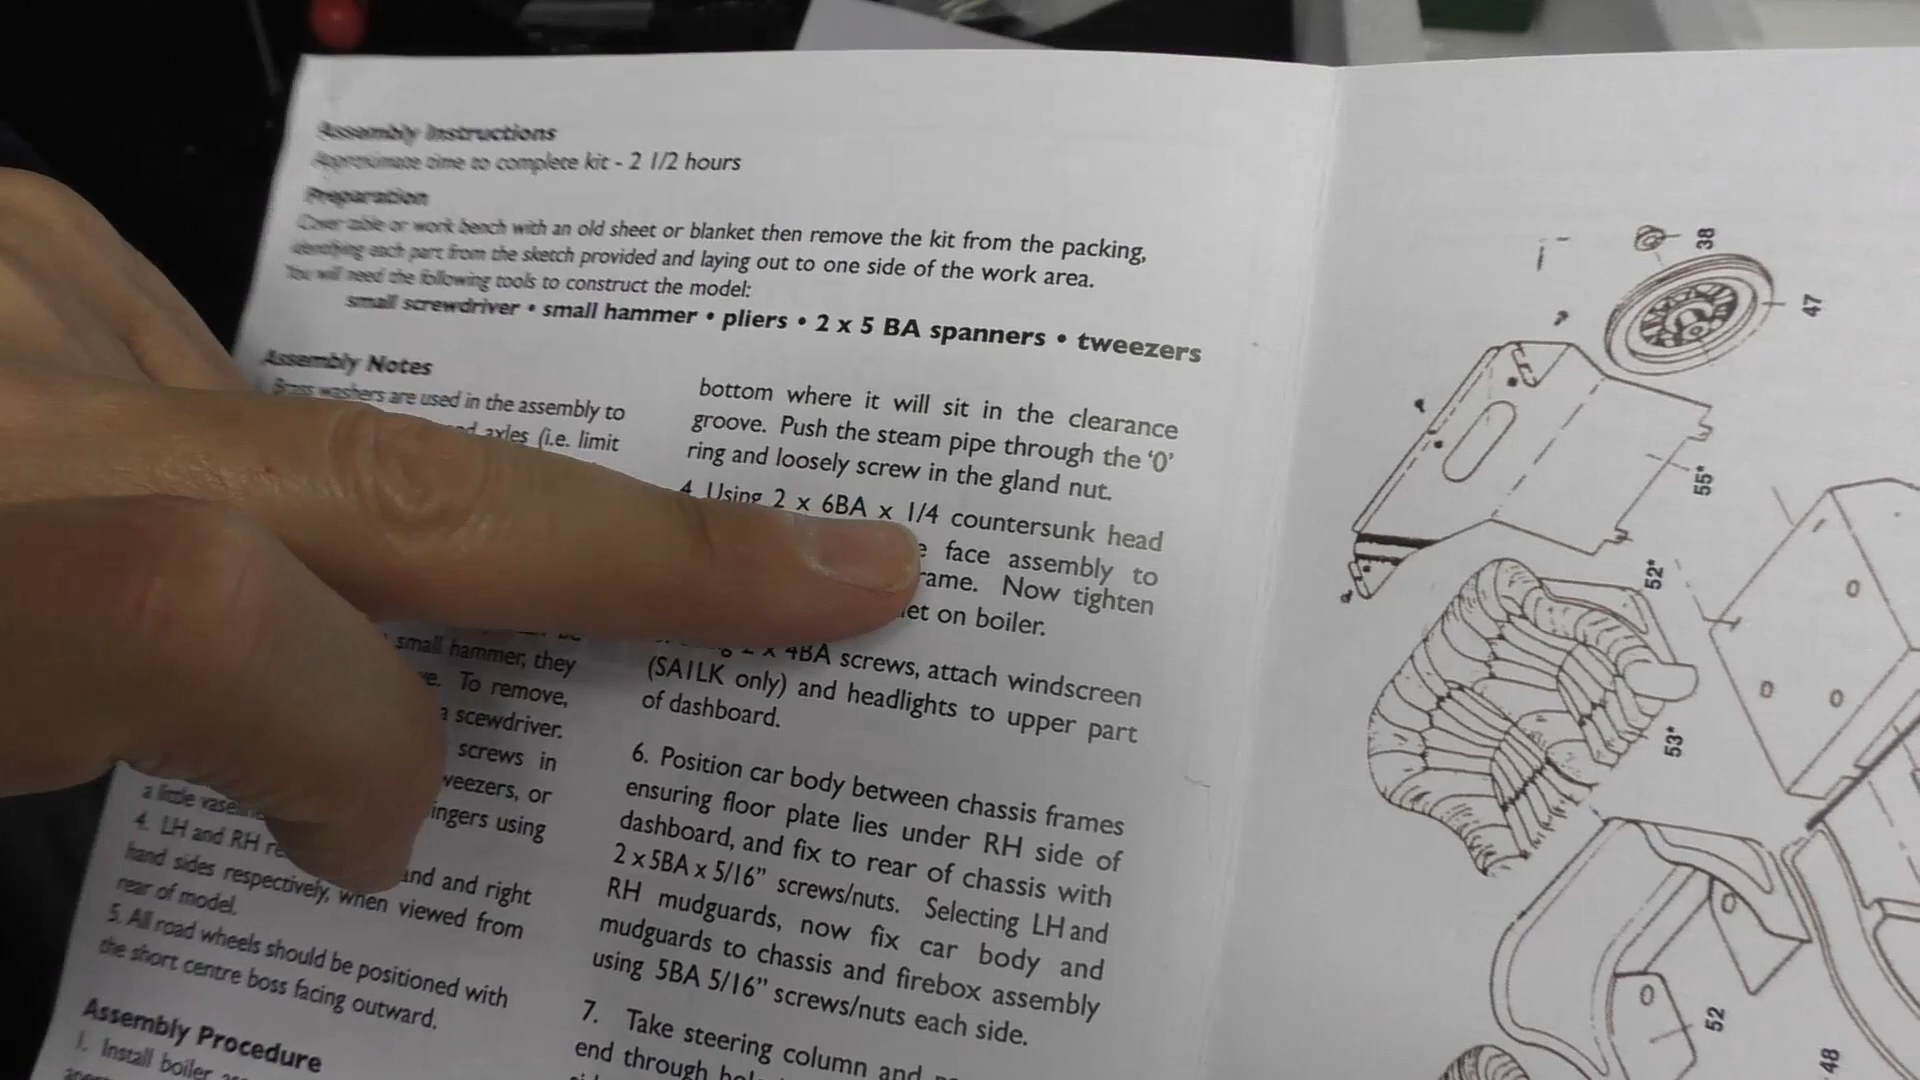 Assembly Instructions
Approximate time to complete kit - 2 1/2 hours
Preparation
Cover table or work bench with an old sheet or blanket then remove the kit from the packing,
identifying each part from the sketch provided and laying out to one side of the work area.
You will need the following tools to construct the model:
small screwdriver • small hammer • pliers • 2 x 5 BA spanners • tweezers
Assembly Notes
1. Brass washers are used in the assembly to
axles (i.e. limit
small hammer, they
To remove,
a scewdriver.
screws in
tweezers, or
fingers using
a little
4. LH and RH
and right
hand sides respectively, when viewed from
rear of model.
5. All road wheels should be positioned with
the short centre boss facing outward.
Assembly Procedure
1. Install boiler
bottom where it will sit in the clearance
groove. Push the steam pipe through the ‘0’
ring and loosely screw in the gland nut.
4. Using 2 x 6BA x 1/4 countersunk head
face assembly to
Now tighten
on boiler.
2 x 4BA screws, attach windscreen
(SA1LK only) and headlights to upper part
of dashboard.
6. Position car body between chassis frames
ensuring floor plate lies under RH side of
dashboard, and fix to rear of chassis with
2 x 5BA x 5/16” screws/nuts. Selecting LH and
RH mudguards, now fix car body and
mudguards to chassis and firebox assembly
using 5BA 5/16” screws/nuts each side.
7. Take steering column and
end through
38
47
55*
52*
53*
52
48